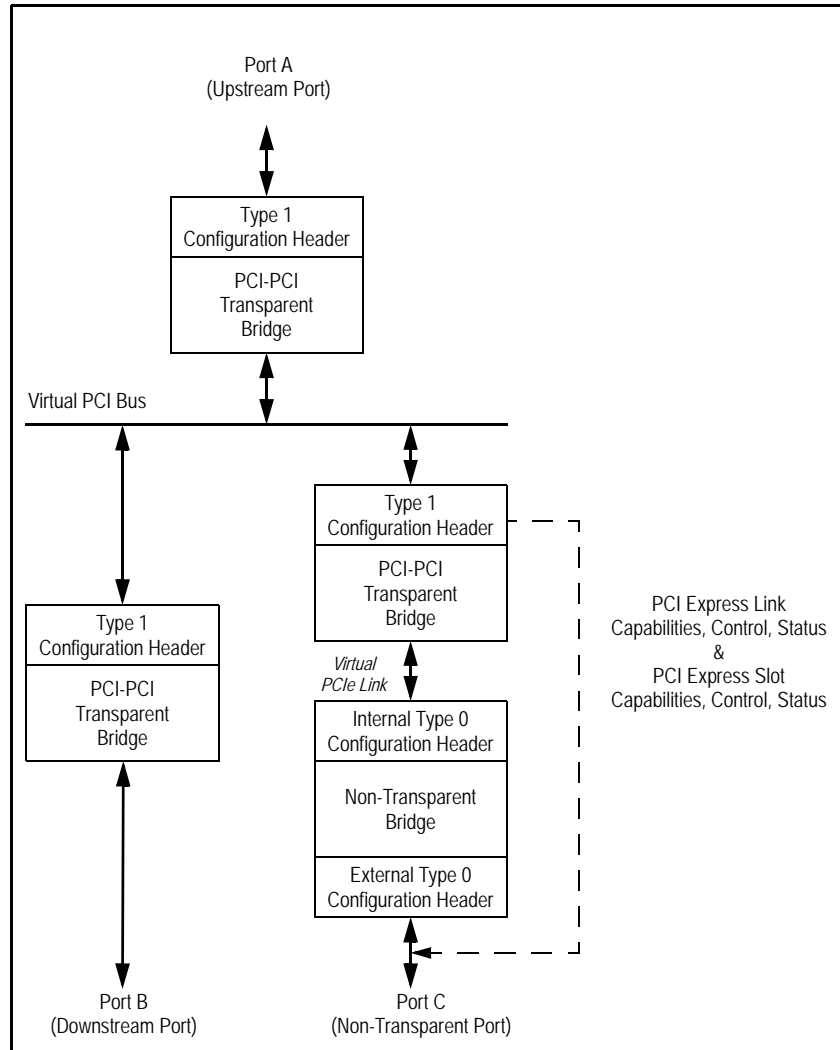 Port A
(Upstream Port)
Type 1
Configuration Header
PCI-PCI
Transparent
Bridge
Virtual PCI Bus
Type 1
Configuration Header
PCI-PCI
Transparent
Bridge
Type 1
Configuration Header
PCI-PCI
Transparent
Bridge
Virtual
PCIe Link
Internal Type 0
Configuration Header
Non-Transparent
Bridge
External Type 0
Configuration Header
PCI Express Link
Capabilities, Control, Status
&
PCI Express Slot
Capabilities, Control, Status
Port B
(Downstream Port)
Port C
(Non-Transparent Port)